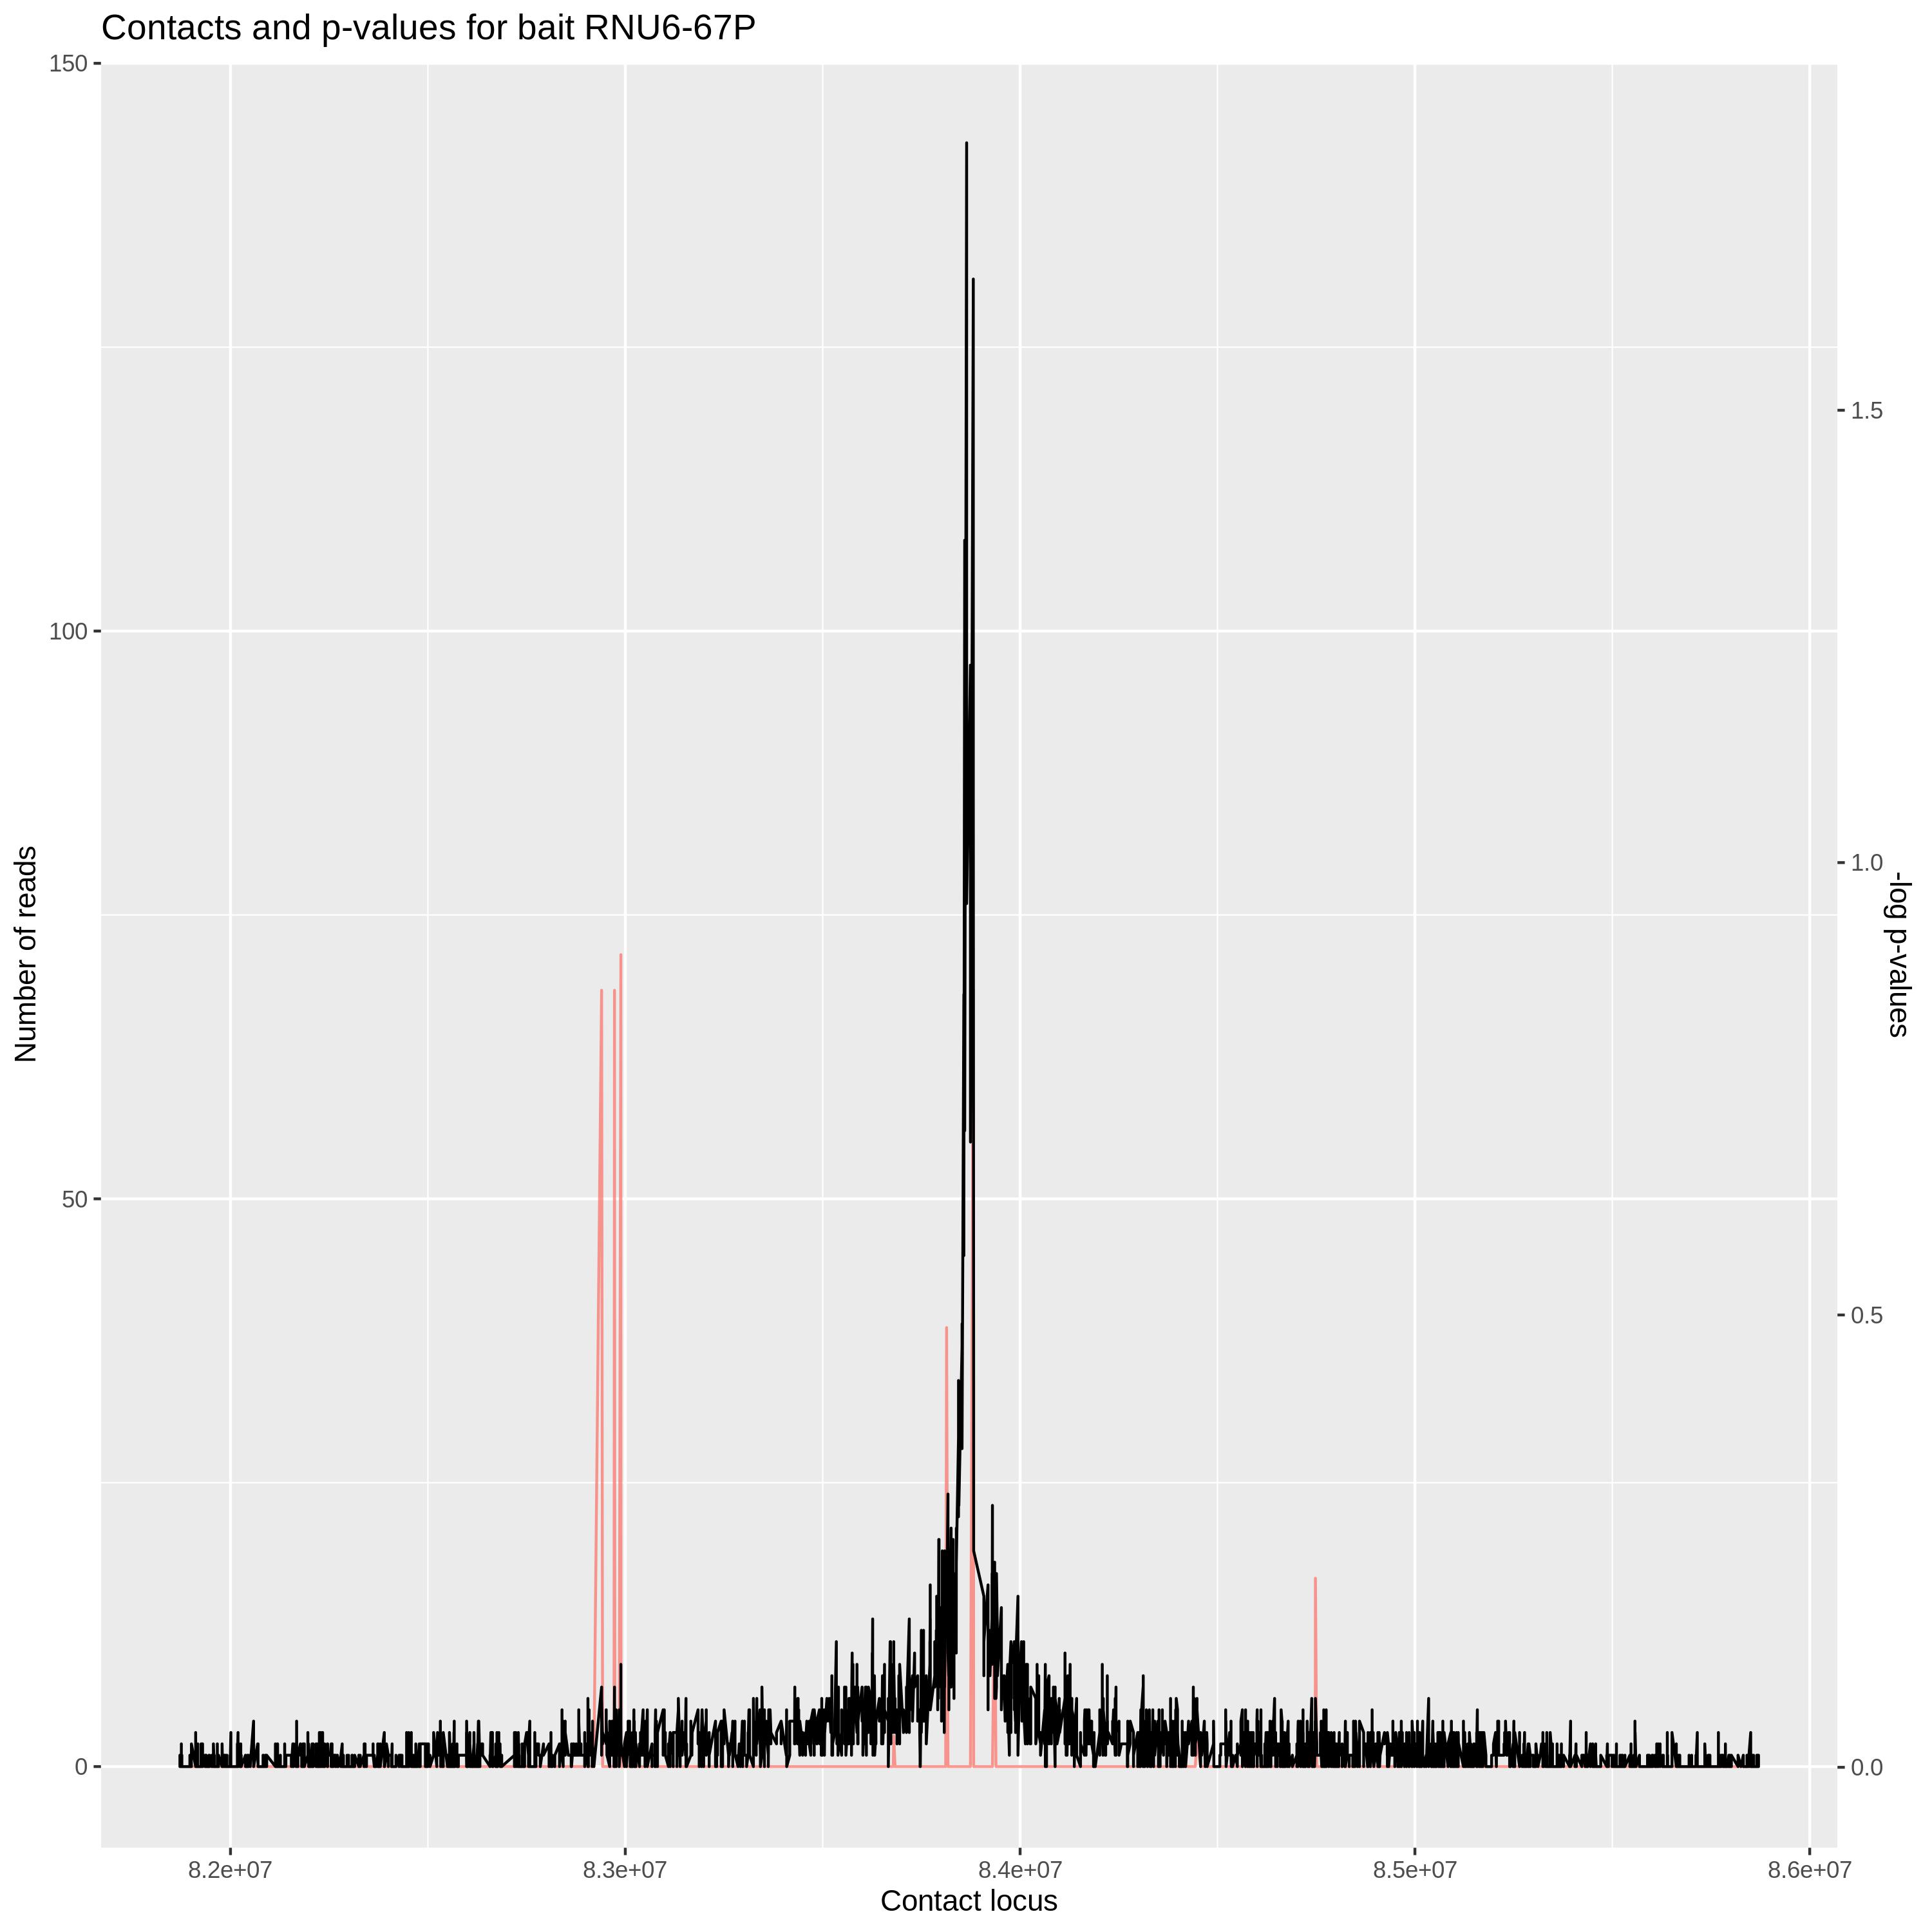 Contacts and p-values for bait RNU6-67P
150
100
50
0
Number of reads
1.5
1.0
0.5
0.0
-log p-values
8.2e+07 8.3e+07 8.4e+07 8.5e+07 8.6e+07
Contact locus